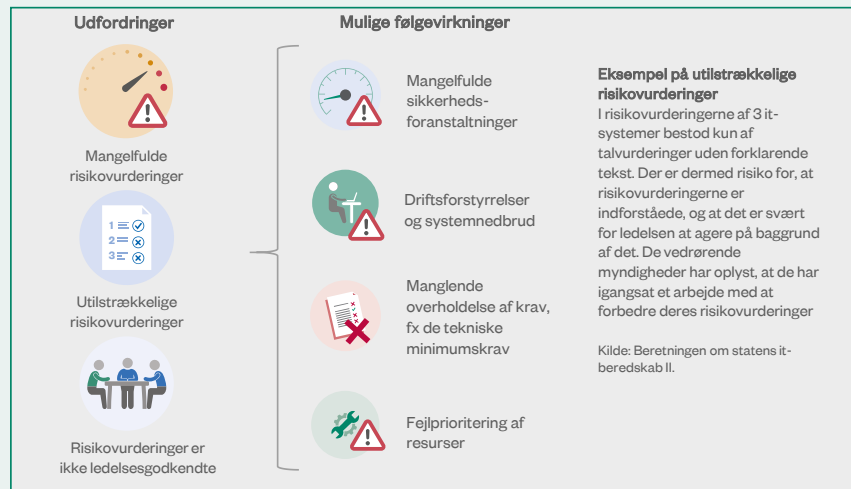 Udfordringer
Mangelfulde
risikovurderinger
1
2
3
Utilstrækkelige
risikovurderinger
Risikovurderinger er
ikke ledelsesgodkendte
Mulige følgevirkninger
Mangelfulde
sikkerheds-
foranstaltninger
Driftsforstyrrelser
og systemnedbrud
Manglende
overholdelse af krav,
fx de tekniske
minimumskrav
Fejlprioritering af
resurser
Eksempel på utilstrækkelige
risikovurderinger
I risikovurderingerne af 3 it-
systemer bestod kun af
talvurderinger uden forklarende
tekst. Der er dermed risiko for, at
risikovurderingerne er
indforståede, og at det er svært
for ledelsen at agere på baggrund
af det. De vedrørende
myndigheder har oplyst, at de har
igangsat et arbejde med at
forbedre deres risikovurderinger
Kilde: Beretningen om statens it-
beredskab II.